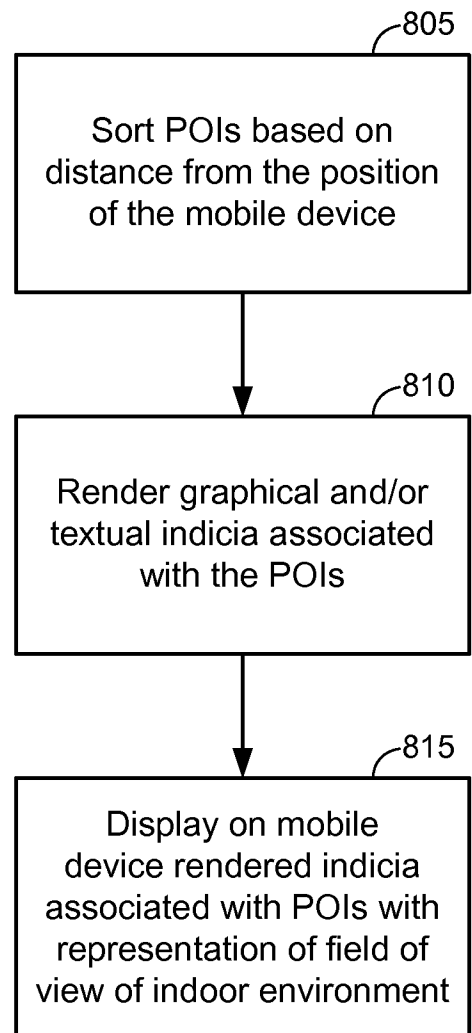 805
Sort POIs based on
distance from the position
of the mobile device
810
Render graphical and/or
textual indicia associated
with the POIs
815
Display on mobile
device rendered indicia
associated with POIs with
representation of field of
view of indoor environment